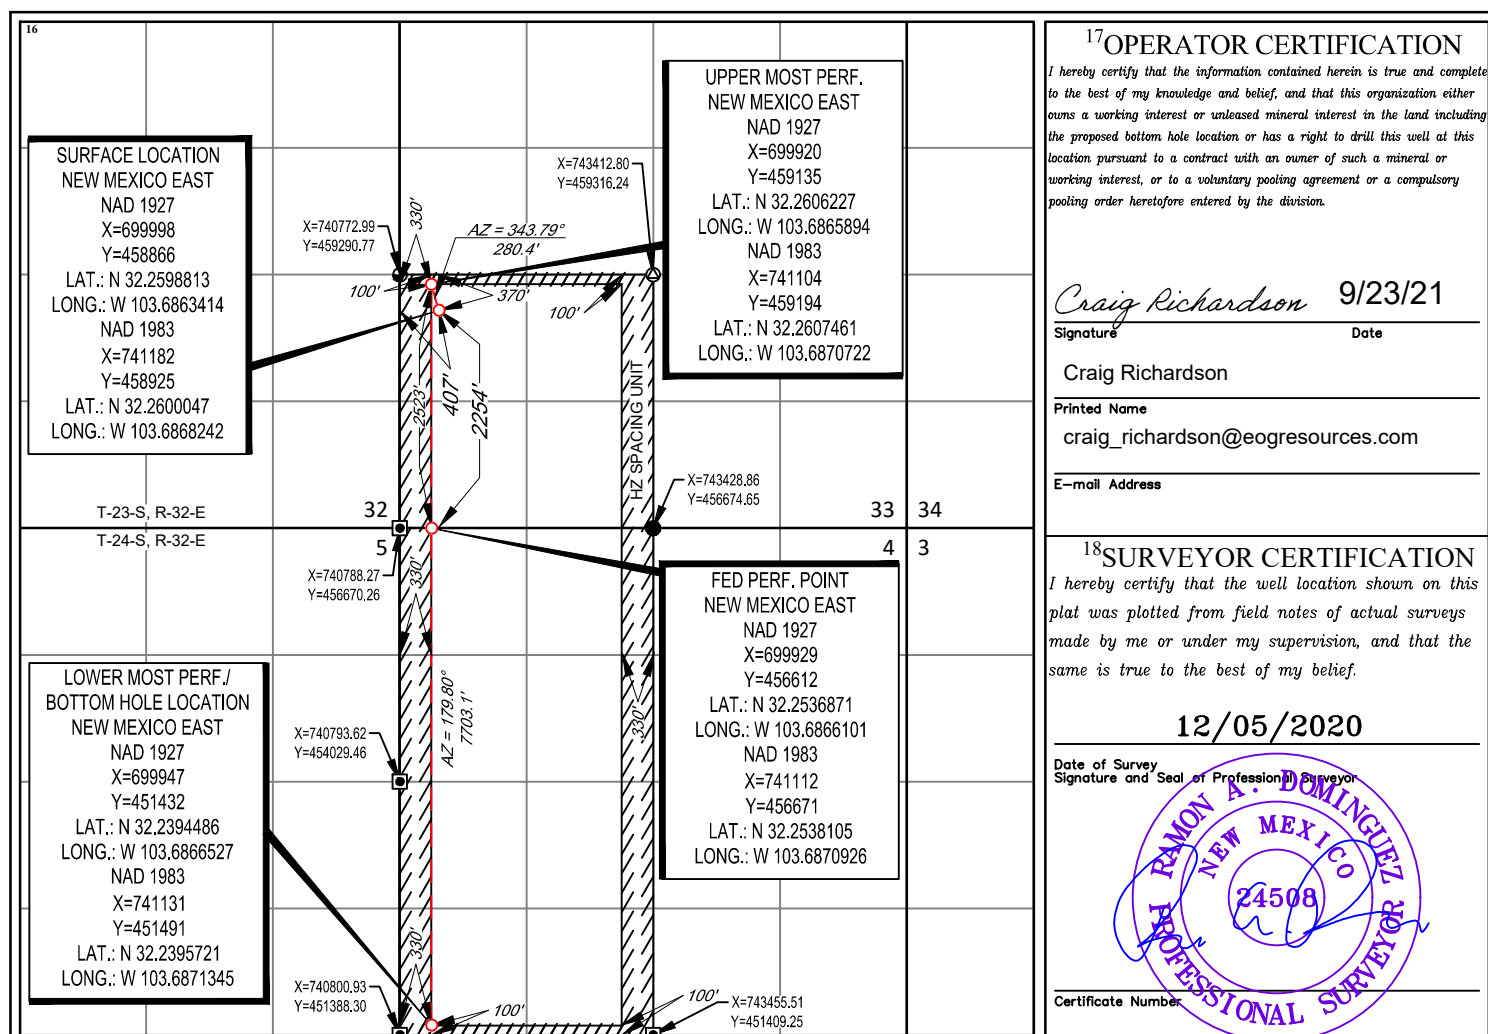 16
SURFACE LOCATION
NEW MEXICO EAST
NAD 1927
X=699998
Y=458866
LAT.: N 32.2598813
LONG.: W 103.6863414
NAD 1983
X=741182
Y=458925
LAT.: N 32.2600047
LONG.: W 103.6868242
UPPER MOST PERF.
NEW MEXICO EAST
NAD 1927
X=699920
Y=459135
LAT.: N 32.2606227
LONG.: W 103.6865894
NAD 1983
X=741104
Y=459194
LAT.: N 32.2607461
LONG.: W 103.6870722
X=743412.80
Y=459316.24
X=740772.99
Y=459290.77
330'
AZ = 343.79°
280.4'
100'
370'
100'
2523'
407'
2254'
HZ SPACING UNIT
X=743428.86
Y=456674.65
T-23-S, R-32-E
32
33
34
T-24-S, R-32-E
5
4
3
X=740788.27
Y=456670.26
330'
FED PERF. POINT
NEW MEXICO EAST
NAD 1927
X=699929
Y=456612
LAT.: N 32.2536871
LONG.: W 103.6866101
NAD 1983
X=741112
Y=456671
LAT.: N 32.2538105
LONG.: W 103.6870926
LOWER MOST PERF./
BOTTOM HOLE LOCATION
NEW MEXICO EAST
NAD 1927
X=699947
Y=451432
LAT.: N 32.2394486
LONG.: W 103.6866527
NAD 1983
X=741131
Y=451491
LAT.: N 32.2395721
LONG.: W 103.6871345
X=740793.62
Y=454029.46
AZ = 179.80°
7703.1'
330'
330'
X=740800.93
Y=451388.30
100'
100'
X=743455.51
Y=451409.25
17OPERATOR CERTIFICATION
I hereby certify that the information contained herein is true and complete
to the best of my knowledge and belief, and that this organization either
owns a working interest or unleased mineral interest in the land including
the proposed bottom hole location or has a right to drill this well at this
location pursuant to a contract with an owner of such a mineral or
working interest, or to a voluntary pooling agreement or a compulsory
pooling order heretofore entered by the division.
Craig Richardson 9/23/21
Signature Date
Craig Richardson
Printed Name
craig_richardson@eogresources.com
E-mail Address
18SURVEYOR CERTIFICATION
I hereby certify that the well location shown on this
plat was plotted from field notes of actual surveys
made by me or under my supervision, and that the
same is true to the best of my belief.
12/05/2020
Date of Survey
Signature and Seal of Professional Surveyor
RAMON A. DOMINGUEZ
NEW MEXICO
24508
PROFESSIONAL SURVEYOR
Certificate Number